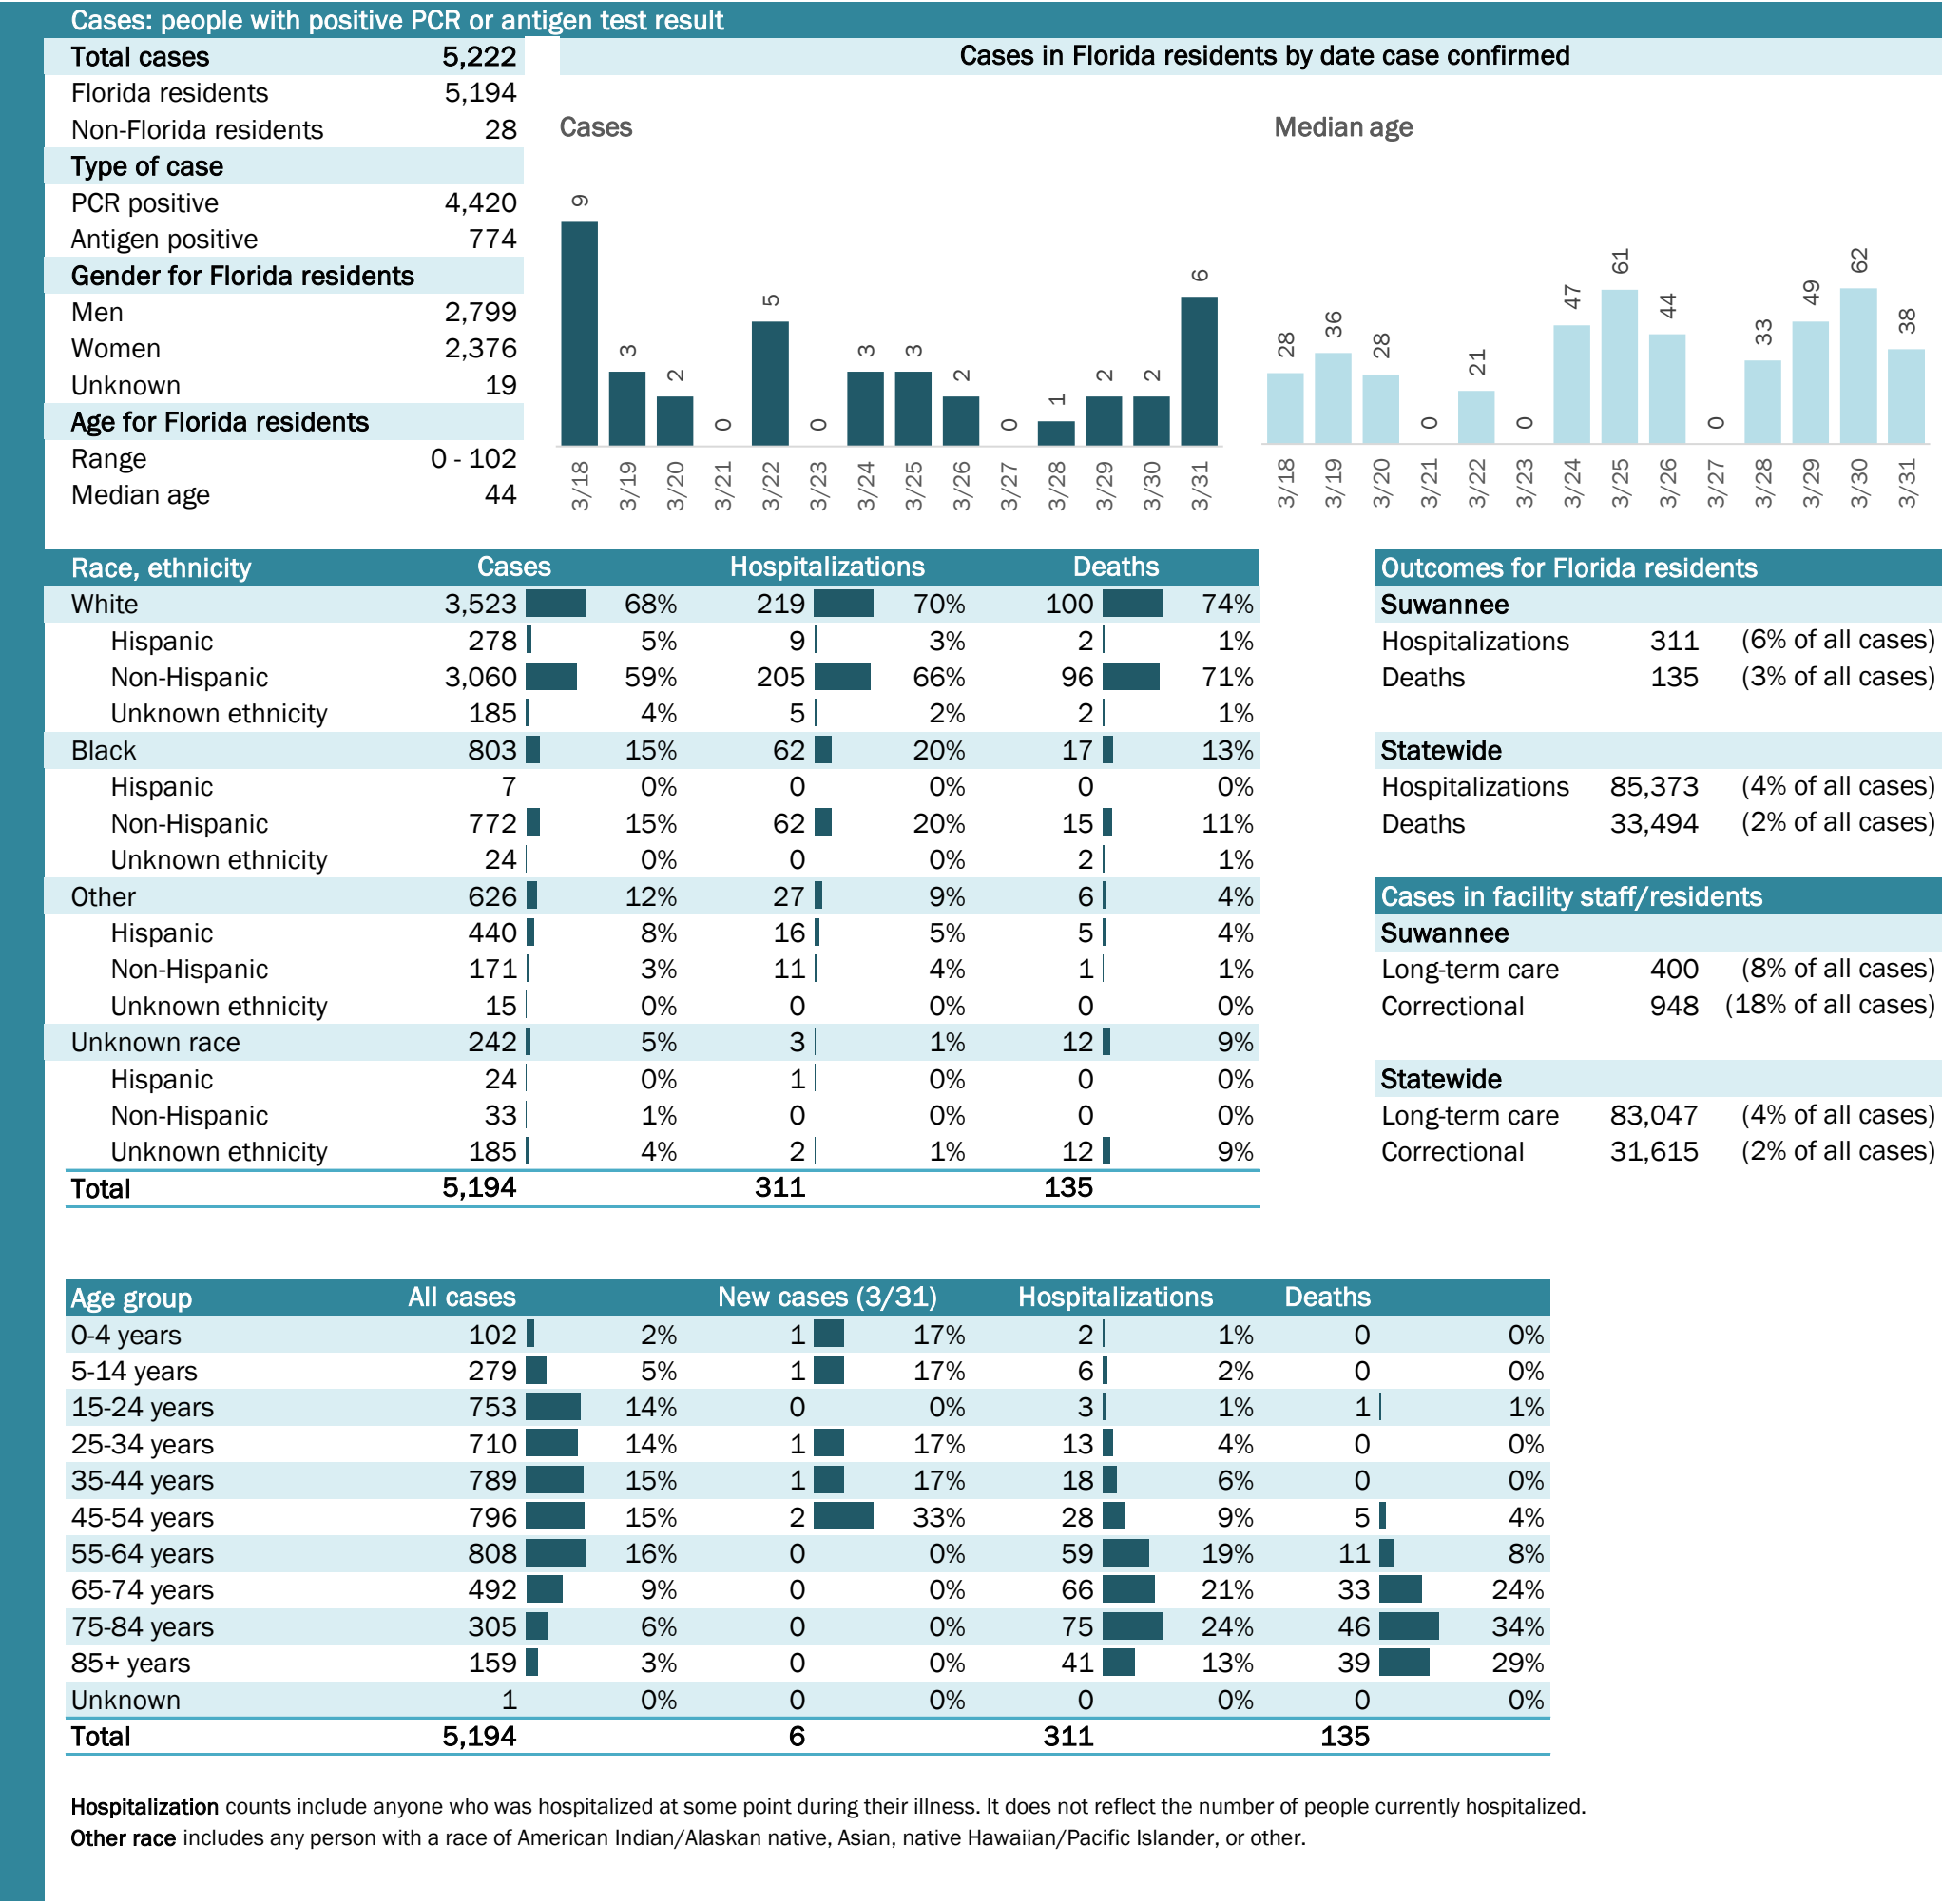 Cases: people with positive PCR or antigen test result
Total cases 5,222
Florida residents 5,194
Non-Florida residents 28
Type of case
PCR positive 4,420
Antigen positive 774
Gender for Florida residents
Men 2,799
Women 2,376
Unknown 19
Age for Florida residents
Range 0 - 102
Median age 44
Cases in Florida residents by date case confirmed
Cases
9 3 2 0 5 0 3 3 2 0 1 2 2 6
3/18 3/19 3/20 3/21 3/22 3/23 3/24 3/25 3/26 3/27 3/28 3/29 3/30 3/31
Median age
28 36 28 0 21 0 47 61 44 0 33 49 62 38
3/18 3/19 3/20 3/21 3/22 3/23 3/24 3/25 3/26 3/27 3/28 3/29 3/30 3/31
Race, ethnicity Cases Hospitalizations Deaths
White 3,523 68% 219 70% 100 74%
Hispanic 278 5% 9 3% 2 1%
Non-Hispanic 3,060 59% 205 66% 96 71%
Unknown ethnicity 185 4% 5 2% 2 1%
Black 803 15% 62 20% 17 13%
Hispanic 7 0% 0 0% 0 0%
Non-Hispanic 772 15% 62 20% 15 11%
Unknown ethnicity 24 0% 0 0% 2 1%
Other 626 12% 27 9% 6 4%
Hispanic 440 8% 16 5% 5 4%
Non-Hispanic 171 3% 11 4% 1 1%
Unknown ethnicity 15 0% 0 0% 0 0%
Unknown race 242 5% 3 1% 12 9%
Hispanic 24 0% 1 0% 0 0%
Non-Hispanic 33 1% 0 0% 0 0%
Unknown ethnicity 185 4% 2 1% 12 9%
Total 5,194 311 135
Outcomes for Florida residents
Suwannee
Hospitalizations 311 (6% of all cases)
Deaths 135 (3% of all cases)
Statewide
Hospitalizations 85,373 (4% of all cases)
Deaths 33,494 (2% of all cases)
Cases in facility staff/residents
Suwannee
Long-term care 400 (8% of all cases)
Correctional 948 (18% of all cases)
Statewide
Long-term care 83,047 (4% of all cases)
Correctional 31,615 (2% of all cases)
Age group All cases New cases (3/31) Hospitalizations Deaths
0-4 years 102 2% 1 17% 2 1% 0 0%
5-14 years 279 5% 1 17% 6 2% 0 0%
15-24 years 753 14% 0 0% 3 1% 1 1%
25-34 years 710 14% 1 17% 13 4% 0 0%
35-44 years 789 15% 1 17% 18 6% 0 0%
45-54 years 796 15% 2 33% 28 9% 5 4%
55-64 years 808 16% 0 0% 59 19% 11 8%
65-74 years 492 9% 0 0% 66 21% 33 24%
75-84 years 305 6% 0 0% 75 24% 46 34%
85+ years 159 3% 0 0% 41 13% 39 29%
Unknown 1 0% 0 0% 0 0% 0 0%
Total 5,194 6 311 135
Hospitalization counts include anyone who was hospitalized at some point during their illness. It does not reflect the number of people currently hospitalized.
Other race includes any person with a race of American Indian/Alaskan native, Asian, native Hawaiian/Pacific Islander, or other.